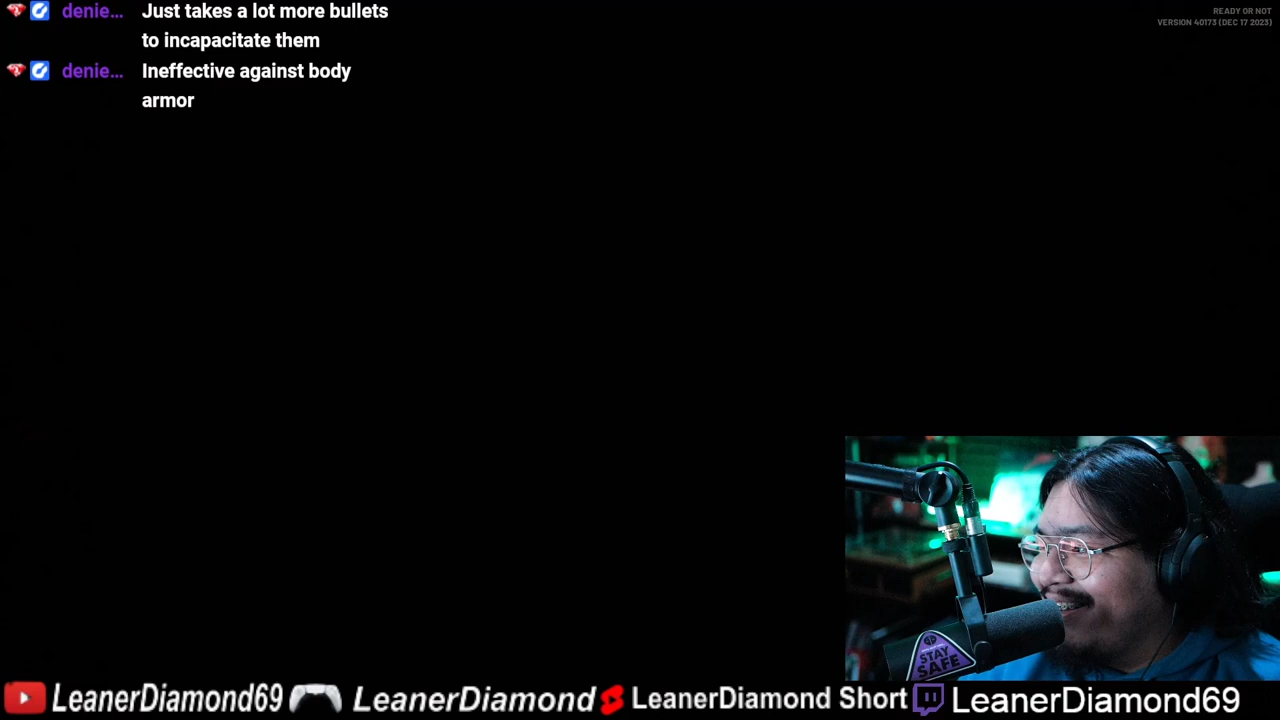 denie... Just takes a lot more bullets
to incapacitate them
denie... Ineffective against body
armor
READY OR NOT
VERSION 40173 (DEC 17 2023)
STAY
SAFE
LeanerDiamond69 LeanerDiamond LeanerDiamond Short LeanerDiamond69